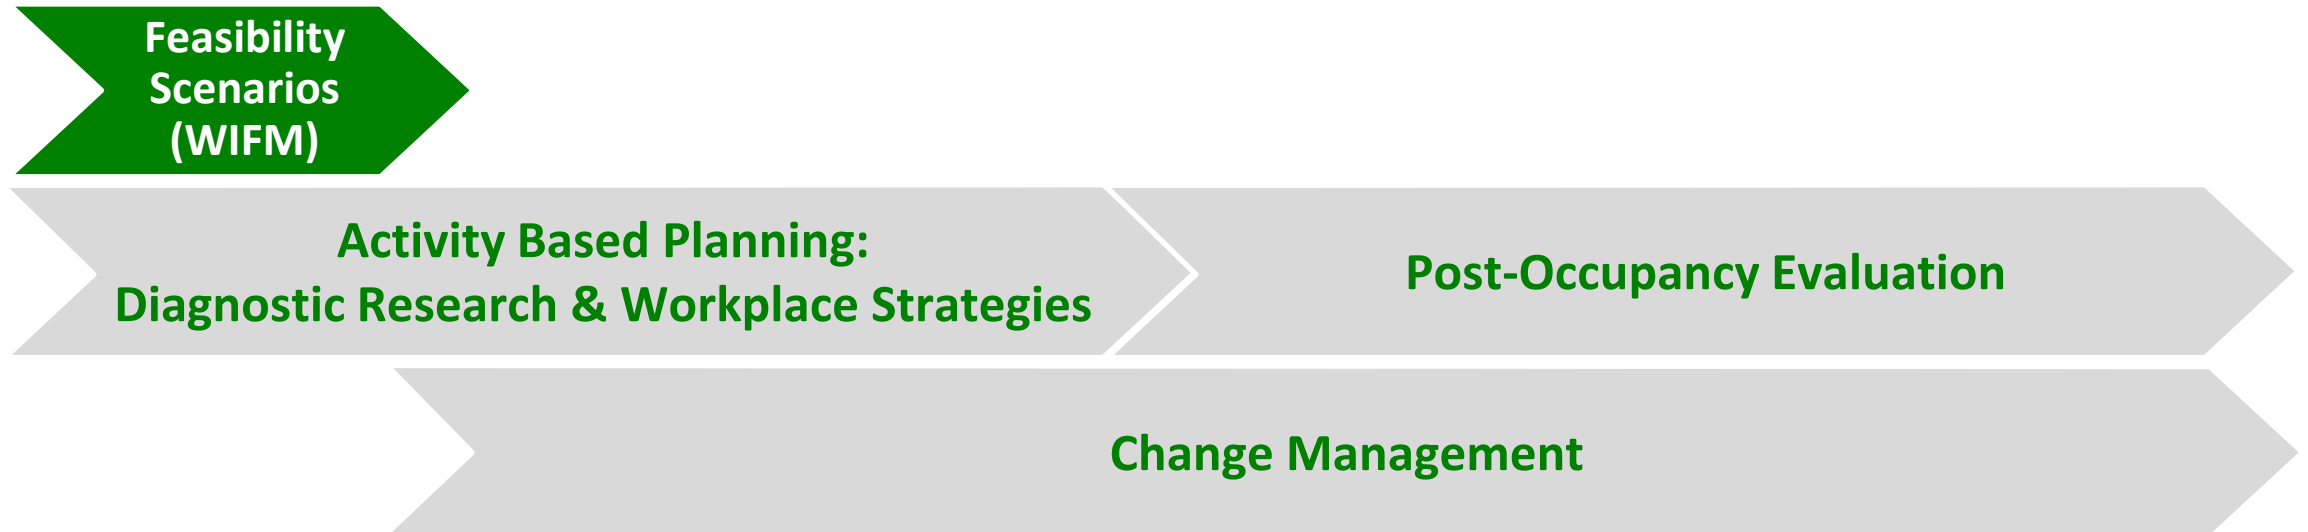 Feasibility
Scenarios
(WIFM)
Activity Based Planning:
Diagnostic Research & Workplace Strategies
Post-Occupancy Evaluation
Change Management